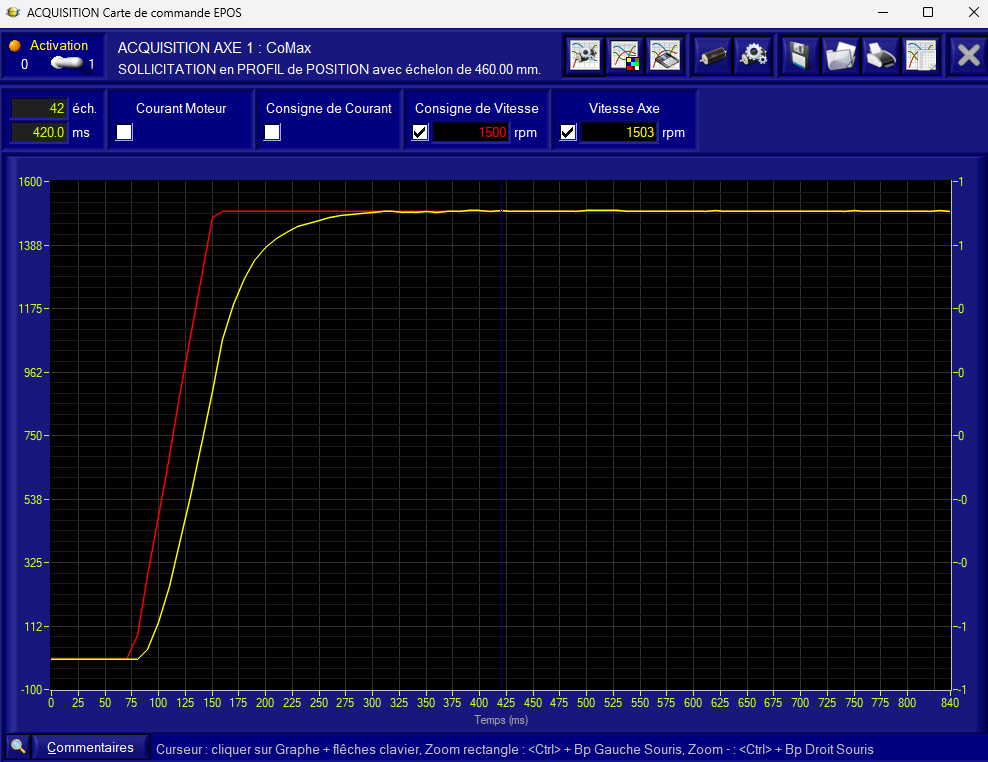 ACQUISITION Carte de commande EPOS
Activation
0 1
ACQUISITION AXE 1 : CoMax
SOLLICITATION en PROFIL de POSITION avec échelon de 460.00 mm.
42 éch.
420.0 ms
Courant Moteur
Consigne de Courant
Consigne de Vitesse
1500 rpm
Vitesse Axe
1503 rpm
1600
1388
1175
962
750
538
325
112
-100
-1
-1
-0
-0
-0
-0
-0
-1
-1
0 25 50 75 100 125 150 175 200 225 250 275 300 325 350 375 400 425 450 475 500 525 550 575 600 625 650 675 700 725 750 775 800 840
Temps (ms)
Commentaires
Curseur : cliquer sur Graphe + flêches clavier, Zoom rectangle : <Ctrl> + Bp Gauche Souris, Zoom - : <Ctrl> + Bp Droit Souris